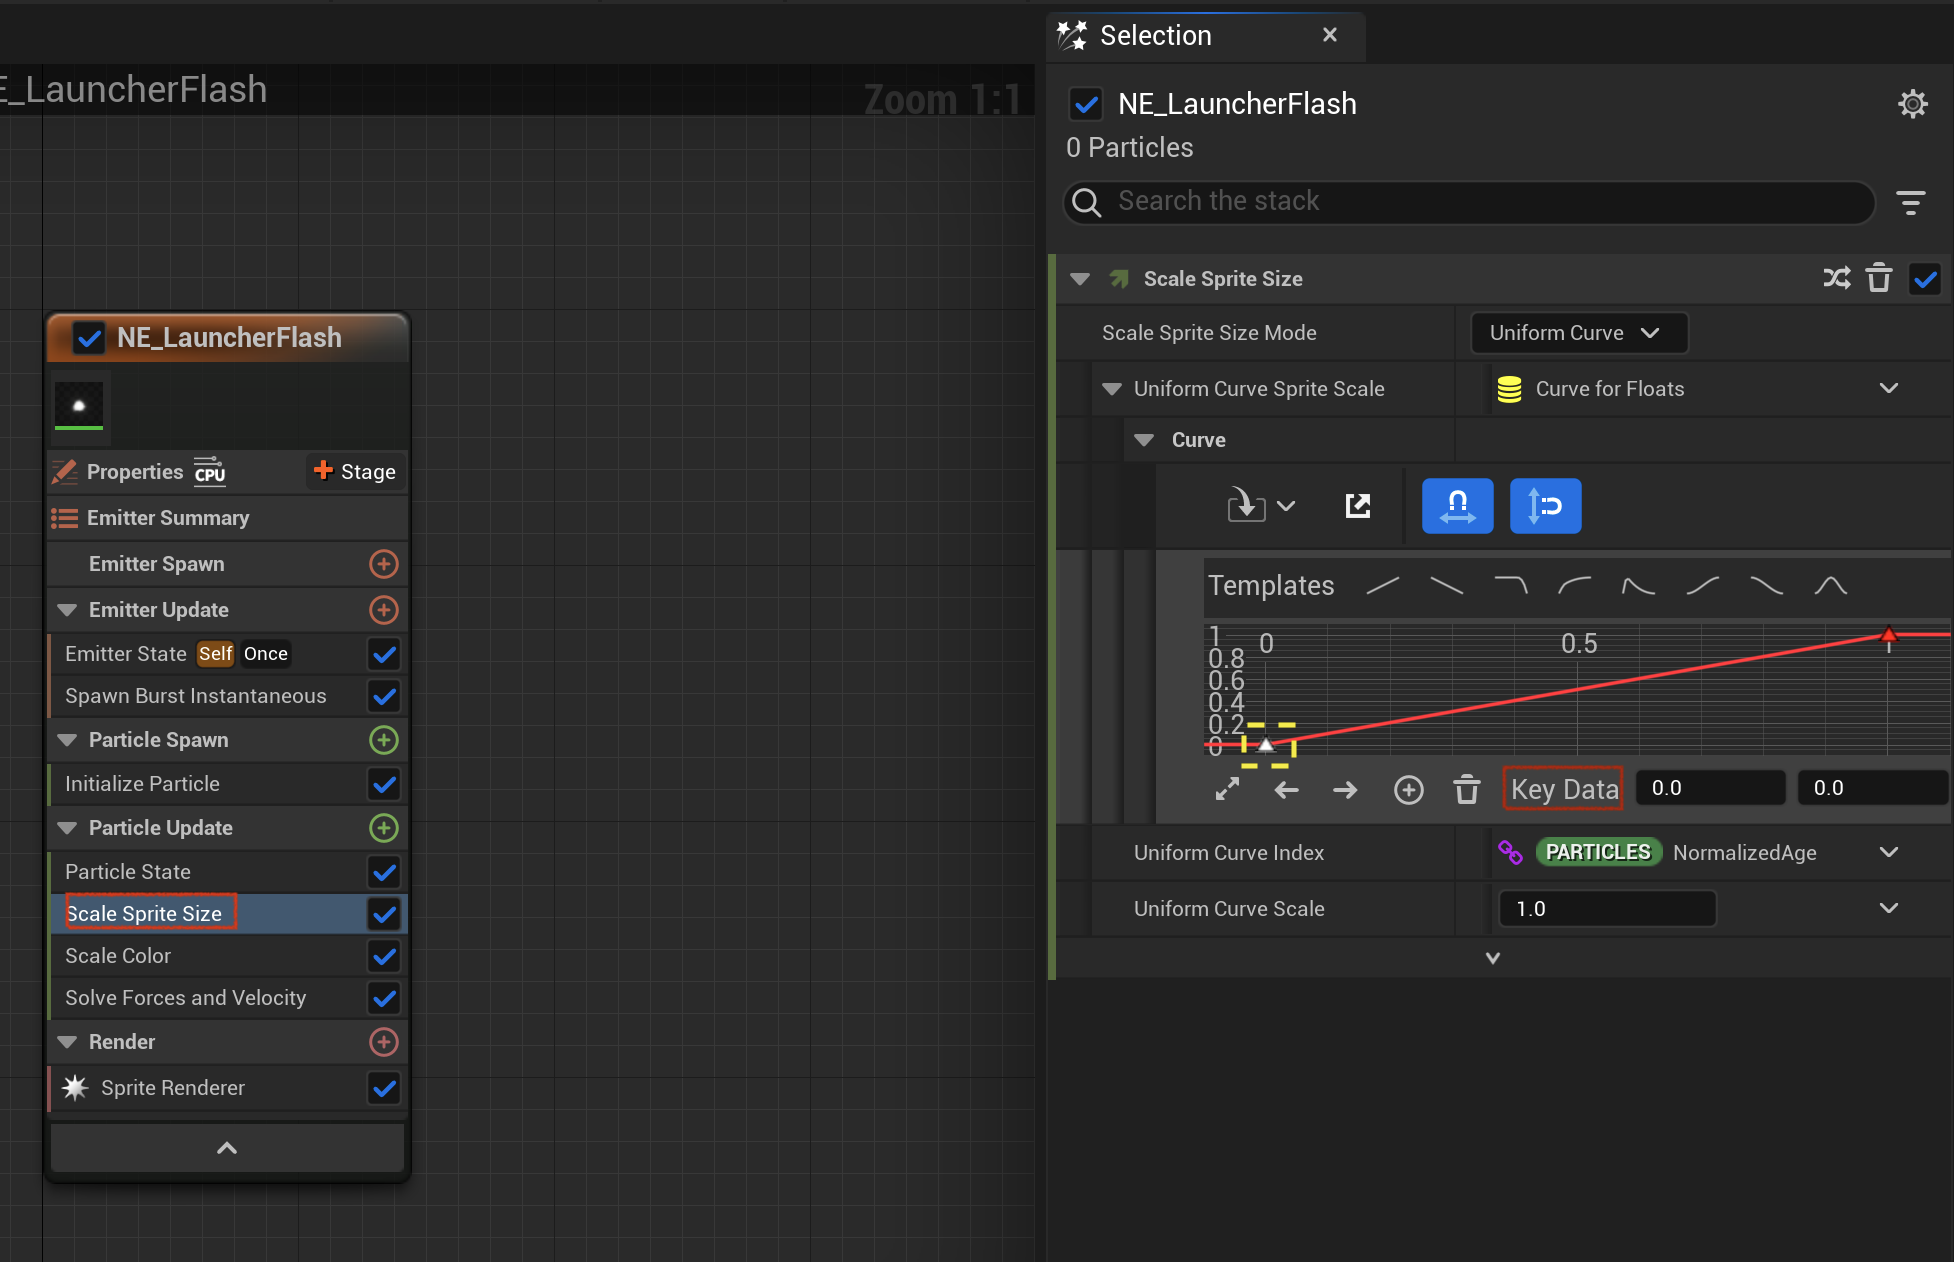 Selection
E_LauncherFlash
Zoom 1:1
NE_LauncherFlash
0 Particles
Search the stack
Scale Sprite Size
Scale Sprite Size Mode
Uniform Curve
Uniform Curve Sprite Scale
Curve for Floats
Curve
Templates
1
0
0.5
1
0.8
0.6
0.4
0.2
0
Key Data
0.0
0.0
Uniform Curve Index
PARTICLES
NormalizedAge
Uniform Curve Scale
1.0
NE_LauncherFlash
Properties
CPU
Stage
Emitter Summary
Emitter Spawn
Emitter Update
Emitter State Self Once
Spawn Burst Instantaneous
Particle Spawn
Initialize Particle
Particle Update
Particle State
Scale Sprite Size
Scale Color
Solve Forces and Velocity
Render
Sprite Renderer